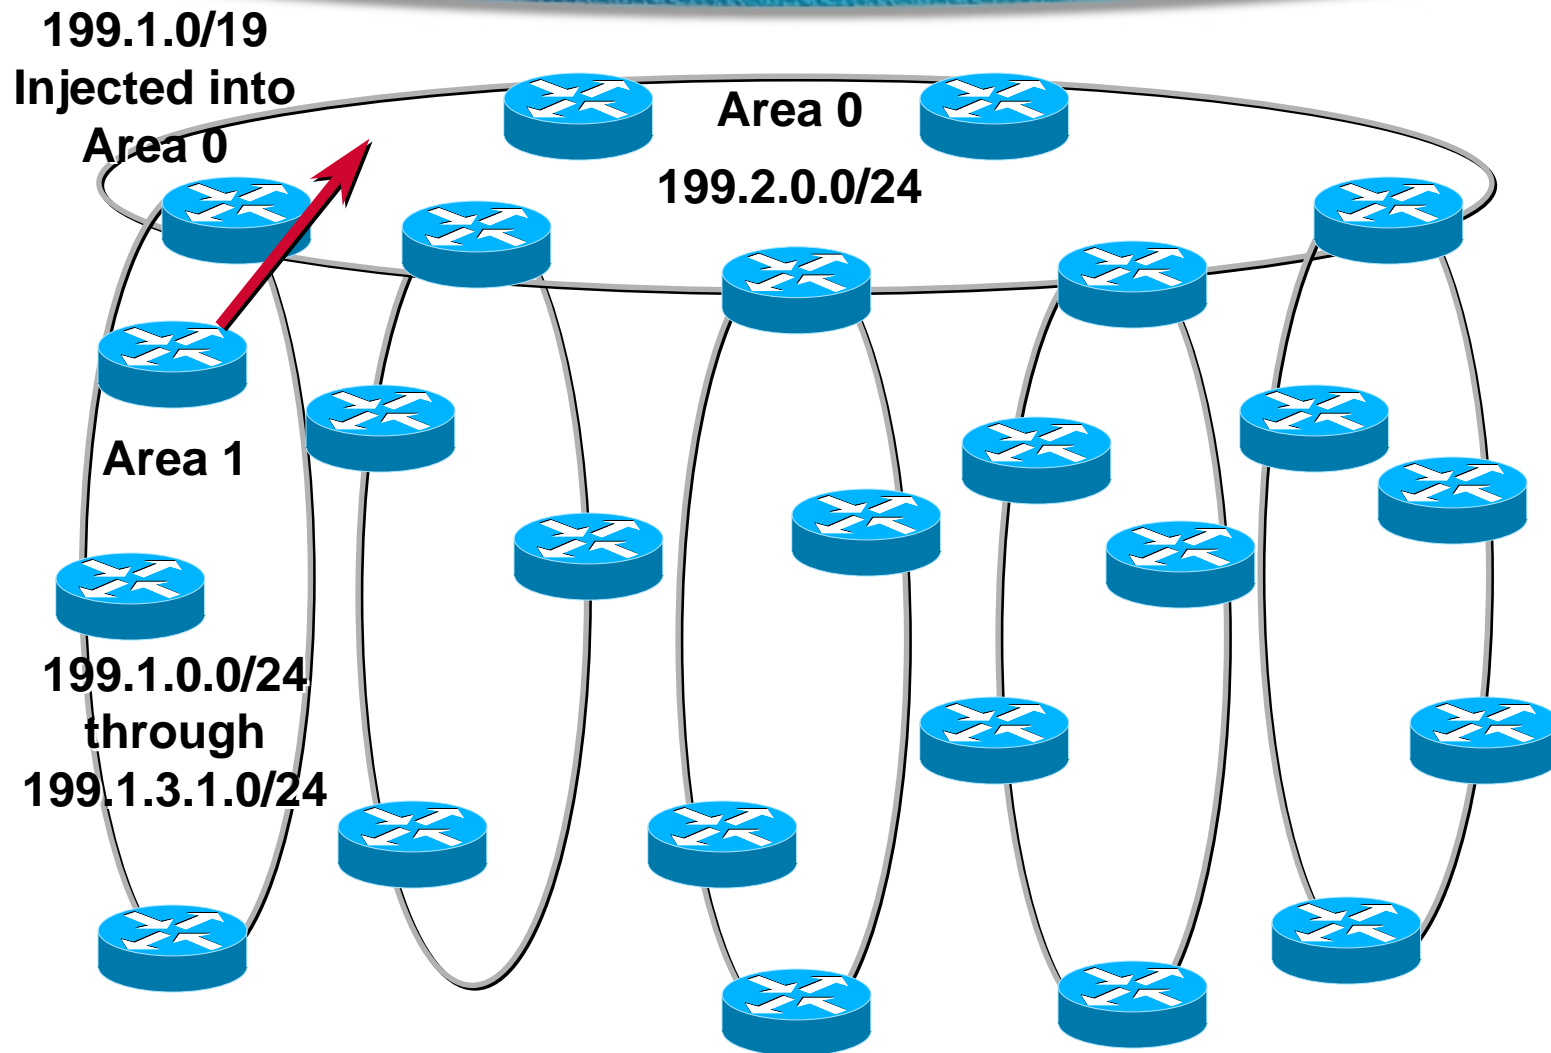 199.1.0/19
Injected into
Area 0
Area 0
199.2.0.0/24
Area 1
199.1.0.0/24
through
199.1.3.1.0/24